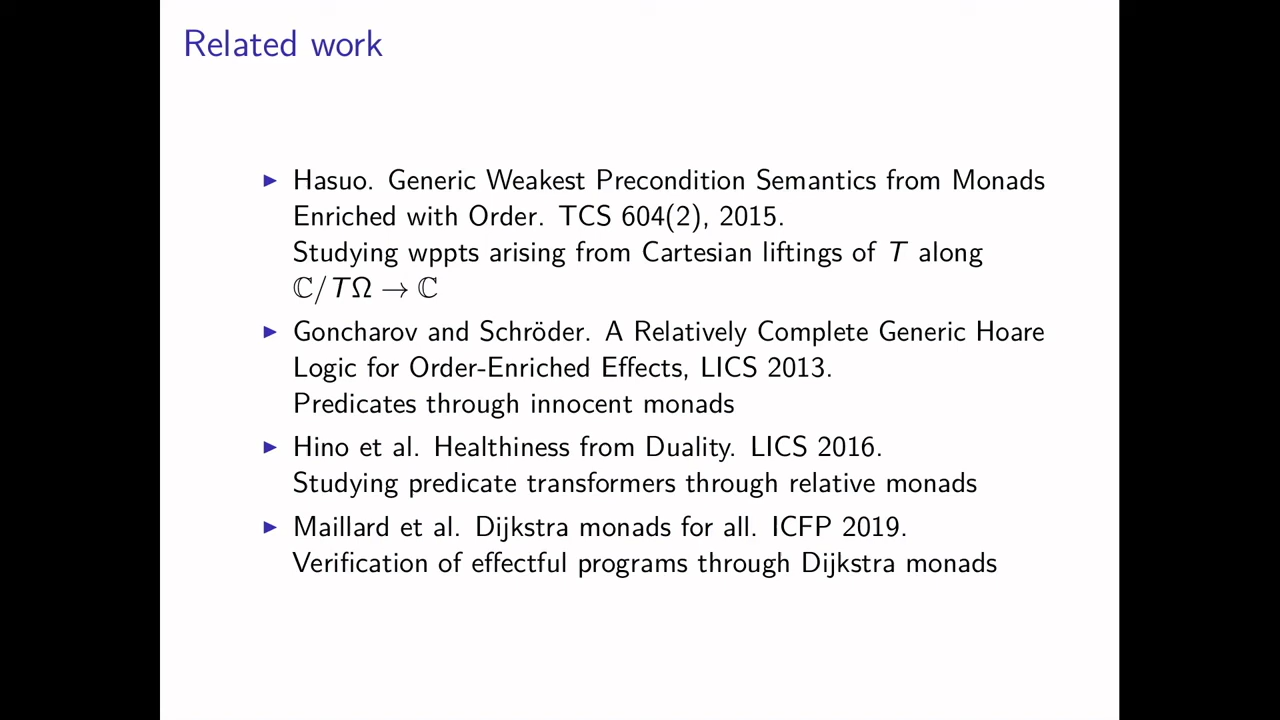 Related work
▶ Hasuo. Generic Weakest Precondition Semantics from Monads
Enriched with Order. TCS 604(2), 2015.
Studying wppts arising from Cartesian liftings of T along
ℂ/TΩ → ℂ
▶ Goncharov and Schröder. A Relatively Complete Generic Hoare
Logic for Order-Enriched Effects, LICS 2013.
Predicates through innocent monads
▶ Hino et al. Healthiness from Duality. LICS 2016.
Studying predicate transformers through relative monads
▶ Maillard et al. Dijkstra monads for all. ICFP 2019.
Verification of effectful programs through Dijkstra monads